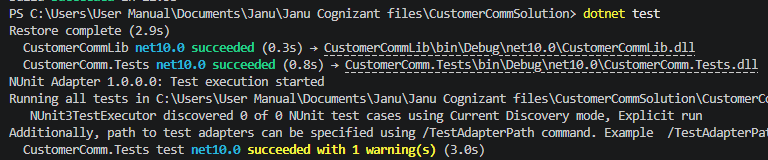 PS C:\Users\User Manual\Documents\Janu\Janu Cognizant files\CustomerCommSolution> dotnet test
Restore complete (2.9s)
CustomerCommLib net10.0 succeeded (0.3s) → CustomerCommLib\bin\Debug\net10.0\CustomerCommLib.dll
CustomerComm.Tests net10.0 succeeded (0.8s) → CustomerComm.Tests\bin\Debug\net10.0\CustomerComm.Tests.dll
NUnit Adapter 1.0.0.0: Test execution started
Running all tests in C:\Users\User Manual\Documents\Janu\Janu Cognizant files\CustomerCommSolution\CustomerCo
NUnit3TestExecutor discovered 0 of 0 NUnit test cases using Current Discovery mode, Explicit run
Additionally, path to test adapters can be specified using /TestAdapterPath command. Example /TestAdapterPa
CustomerComm.Tests test net10.0 succeeded with 1 warning(s) (3.0s)